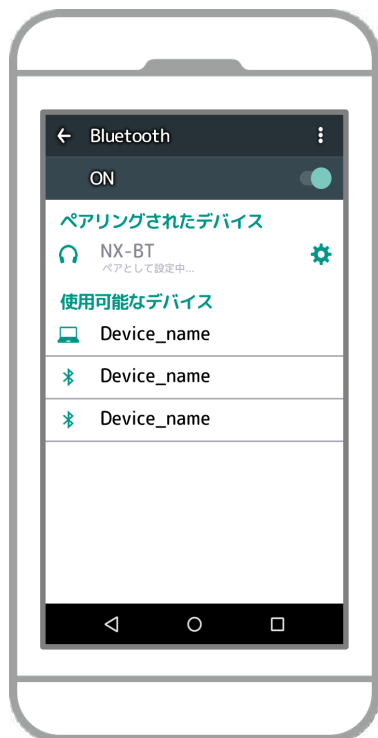 Bluetooth
ON
ペアリングされたデバイス
NX-BT
ペアとして設定中...
使用可能なデバイス
Device_name
Device_name
Device_name